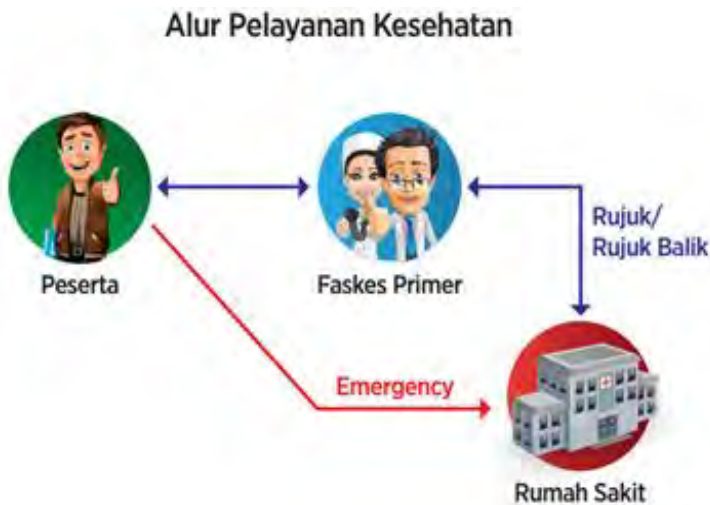 Alur Pelayanan Kesehatan
Peserta
Faskes Primer
Rujuk/
Rujuk Balik
Emergency
Rumah Sakit